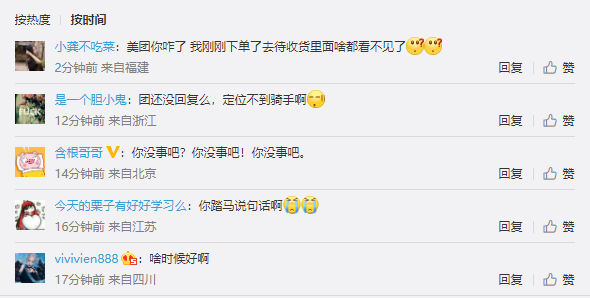 按热度 按时间
小龚不吃菜：美团你咋了 我刚刚下单了去待收货里面啥都看不见了
2分钟前 来自福建
回复 赞
是一个胆小鬼：团还没回复么，定位不到骑手啊
12分钟前 来自浙江
回复 赞
含根哥哥：你没事吧？你没事吧！你没事吧。
14分钟前 来自北京
回复 赞
今天的栗子有好好学习么：你踏马说句话啊
16分钟前 来自江苏
回复 赞
vivivien888：啥时候好啊
17分钟前 来自四川
回复 赞